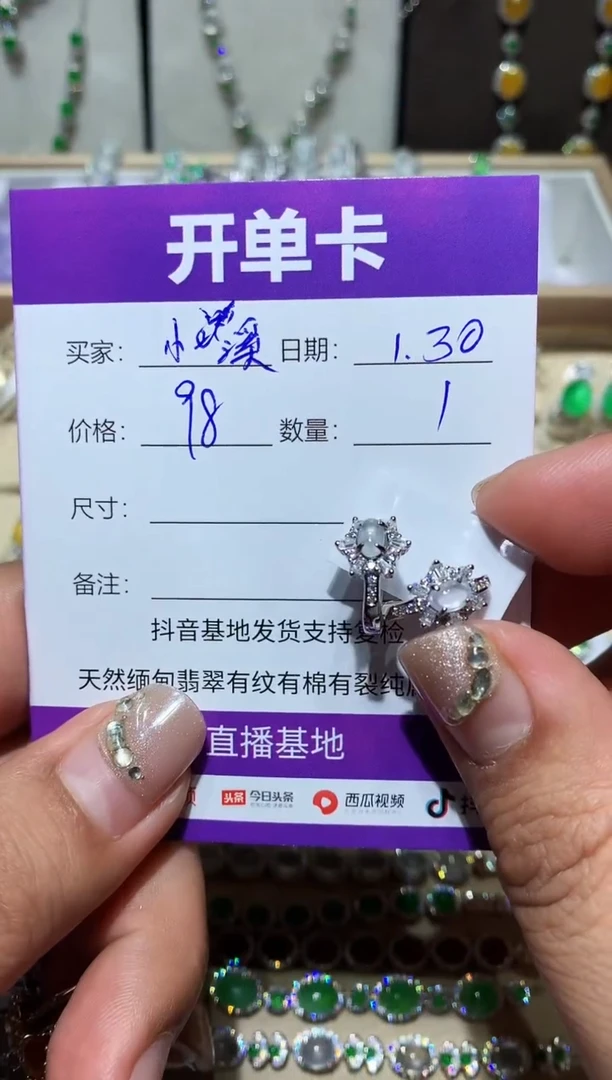 开单卡
买家: 小溪 日期: 1.30
价格: 98 数量: 1
尺寸:
备注:
抖音基地发货支持复检
天然缅甸翡翠有纹有棉有裂纯
直播基地
头条 今日头条 西瓜视频 抖